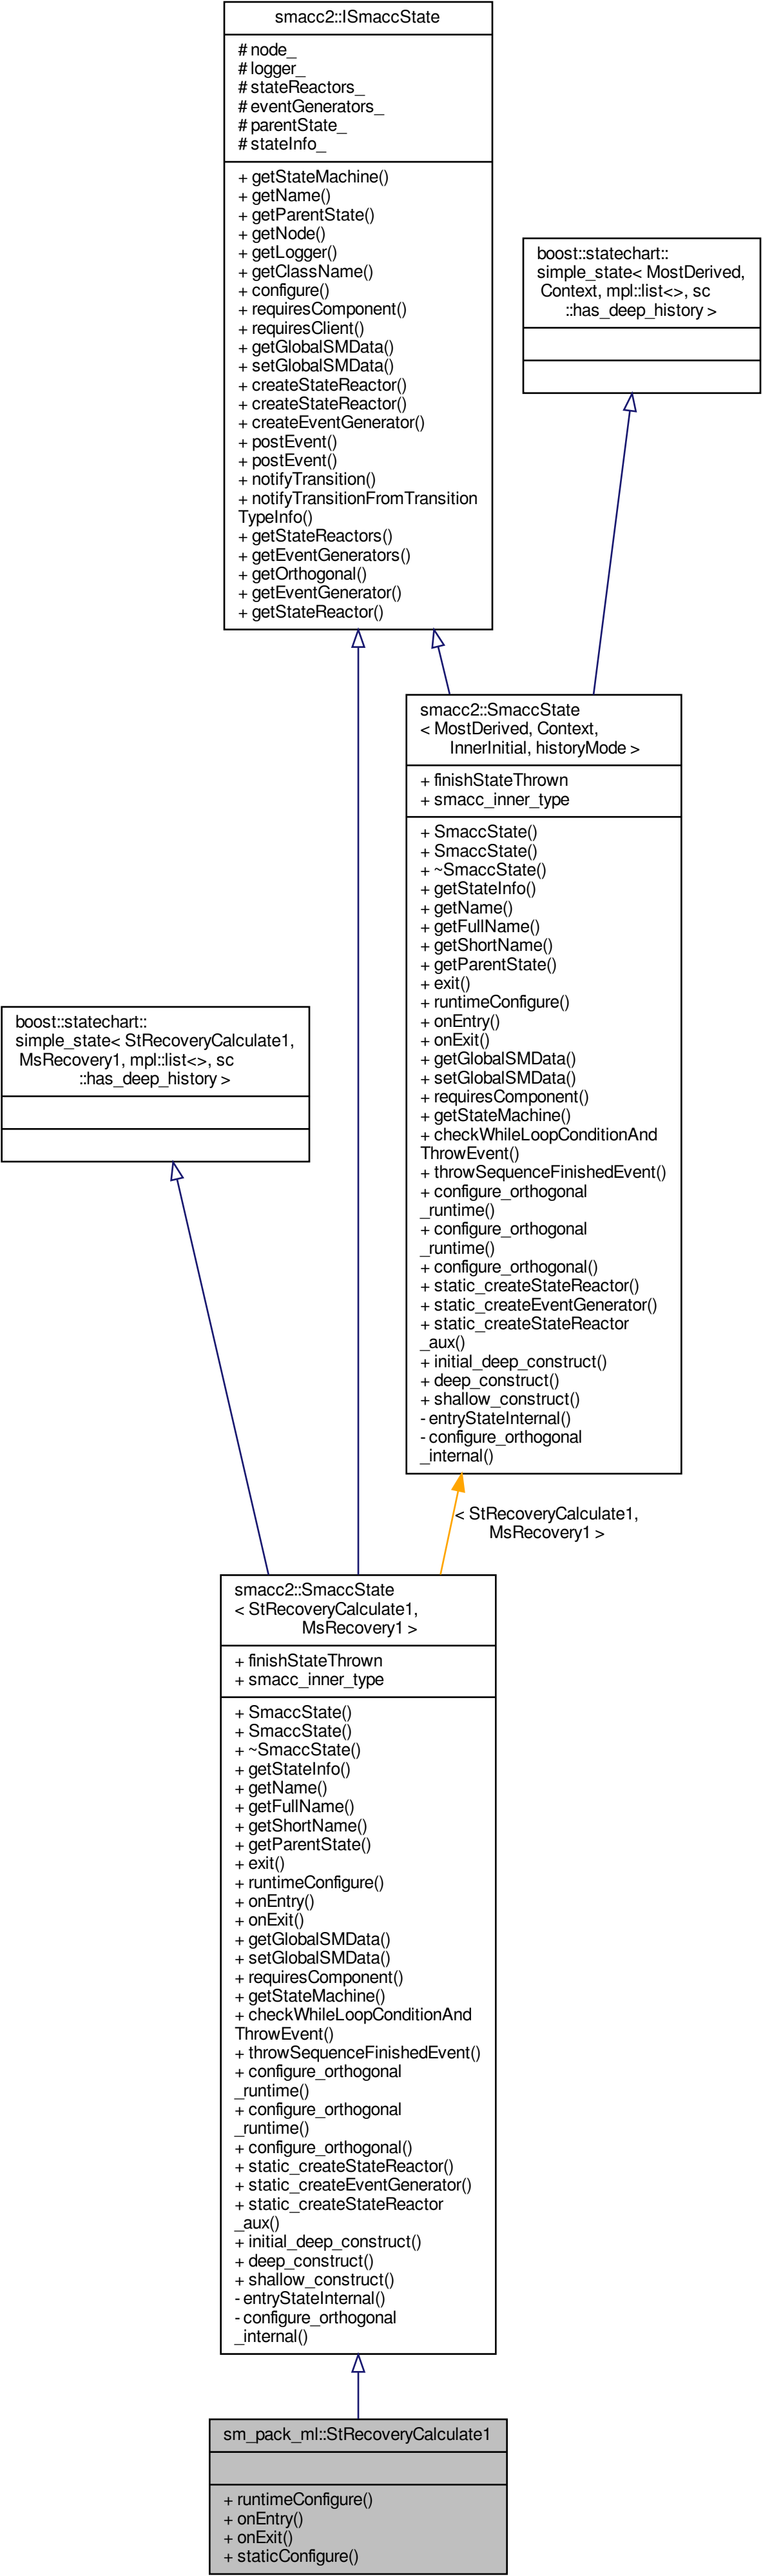 smacc2::ISmaccState
# node_
# logger_
# stateReactors_
# eventGenerators_
# parentState_
# stateInfo_
+ getStateMachine()
+ getName()
+ getParentState()
+ getNode()
+ getLogger()
+ getClassName()
+ configure()
+ requiresComponent()
+ requiresClient()
+ getGlobalSMData()
+ setGlobalSMData()
+ createStateReactor()
+ createStateReactor()
+ createEventGenerator()
+ postEvent()
+ postEvent()
+ notifyTransition()
+ notifyTransitionFromTransition
TypeInfo()
+ getStateReactors()
+ getEventGenerators()
+ getOrthogonal()
+ getEventGenerator()
+ getStateReactor()
boost::statechart::
simple_state< MostDerived,
Context, mpl::list<>, sc
::has_deep_history >
smacc2::SmaccState
< MostDerived, Context,
InnerInitial, historyMode >
+ finishStateThrown
+ smacc_inner_type
+ SmaccState()
+ SmaccState()
+ ~SmaccState()
+ getStateInfo()
+ getName()
+ getFullName()
+ getShortName()
+ getParentState()
+ exit()
+ runtimeConfigure()
+ onEntry()
+ onExit()
+ getGlobalSMData()
+ setGlobalSMData()
+ requiresComponent()
+ getStateMachine()
+ checkWhileLoopConditionAnd
ThrowEvent()
+ throwSequenceFinishedEvent()
+ configure_orthogonal
_runtime()
+ configure_orthogonal
_runtime()
+ configure_orthogonal()
+ static_createStateReactor()
+ static_createEventGenerator()
+ static_createStateReactor
_aux()
+ initial_deep_construct()
+ deep_construct()
+ shallow_construct()
- entryStateInternal()
- configure_orthogonal
_internal()
boost::statechart::
simple_state< StRecoveryCalculate1,
MsRecovery1, mpl::list<>, sc
::has_deep_history >
< StRecoveryCalculate1,
MsRecovery1 >
smacc2::SmaccState
< StRecoveryCalculate1,
MsRecovery1 >
+ finishStateThrown
+ smacc_inner_type
+ SmaccState()
+ SmaccState()
+ ~SmaccState()
+ getStateInfo()
+ getName()
+ getFullName()
+ getShortName()
+ getParentState()
+ exit()
+ runtimeConfigure()
+ onEntry()
+ onExit()
+ getGlobalSMData()
+ setGlobalSMData()
+ requiresComponent()
+ getStateMachine()
+ checkWhileLoopConditionAnd
ThrowEvent()
+ throwSequenceFinishedEvent()
+ configure_orthogonal
_runtime()
+ configure_orthogonal
_runtime()
+ configure_orthogonal()
+ static_createStateReactor()
+ static_createEventGenerator()
+ static_createStateReactor
_aux()
+ initial_deep_construct()
+ deep_construct()
+ shallow_construct()
- entryStateInternal()
- configure_orthogonal
_internal()
sm_pack_ml::StRecoveryCalculate1
+ runtimeConfigure()
+ onEntry()
+ onExit()
+ staticConfigure()